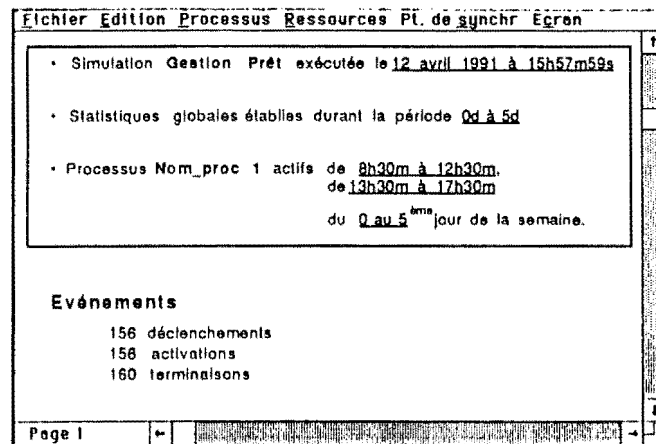 Fichier Edition Processus Ressources Pt. de synchr Ecran
• Simulation Gestion Prêt exécutée le 12 avril 1991 à 15h57m59s
• Statistiques globales établies durant la période 0d à 5d
• Processus Nom_proc 1 actifs de 8h30m à 12h30m,
de 13h30m à 17h30m
du 0 au 5ème jour de la semaine.
Evénements
156 déclenchements
156 activations
160 terminaisons
Page 1